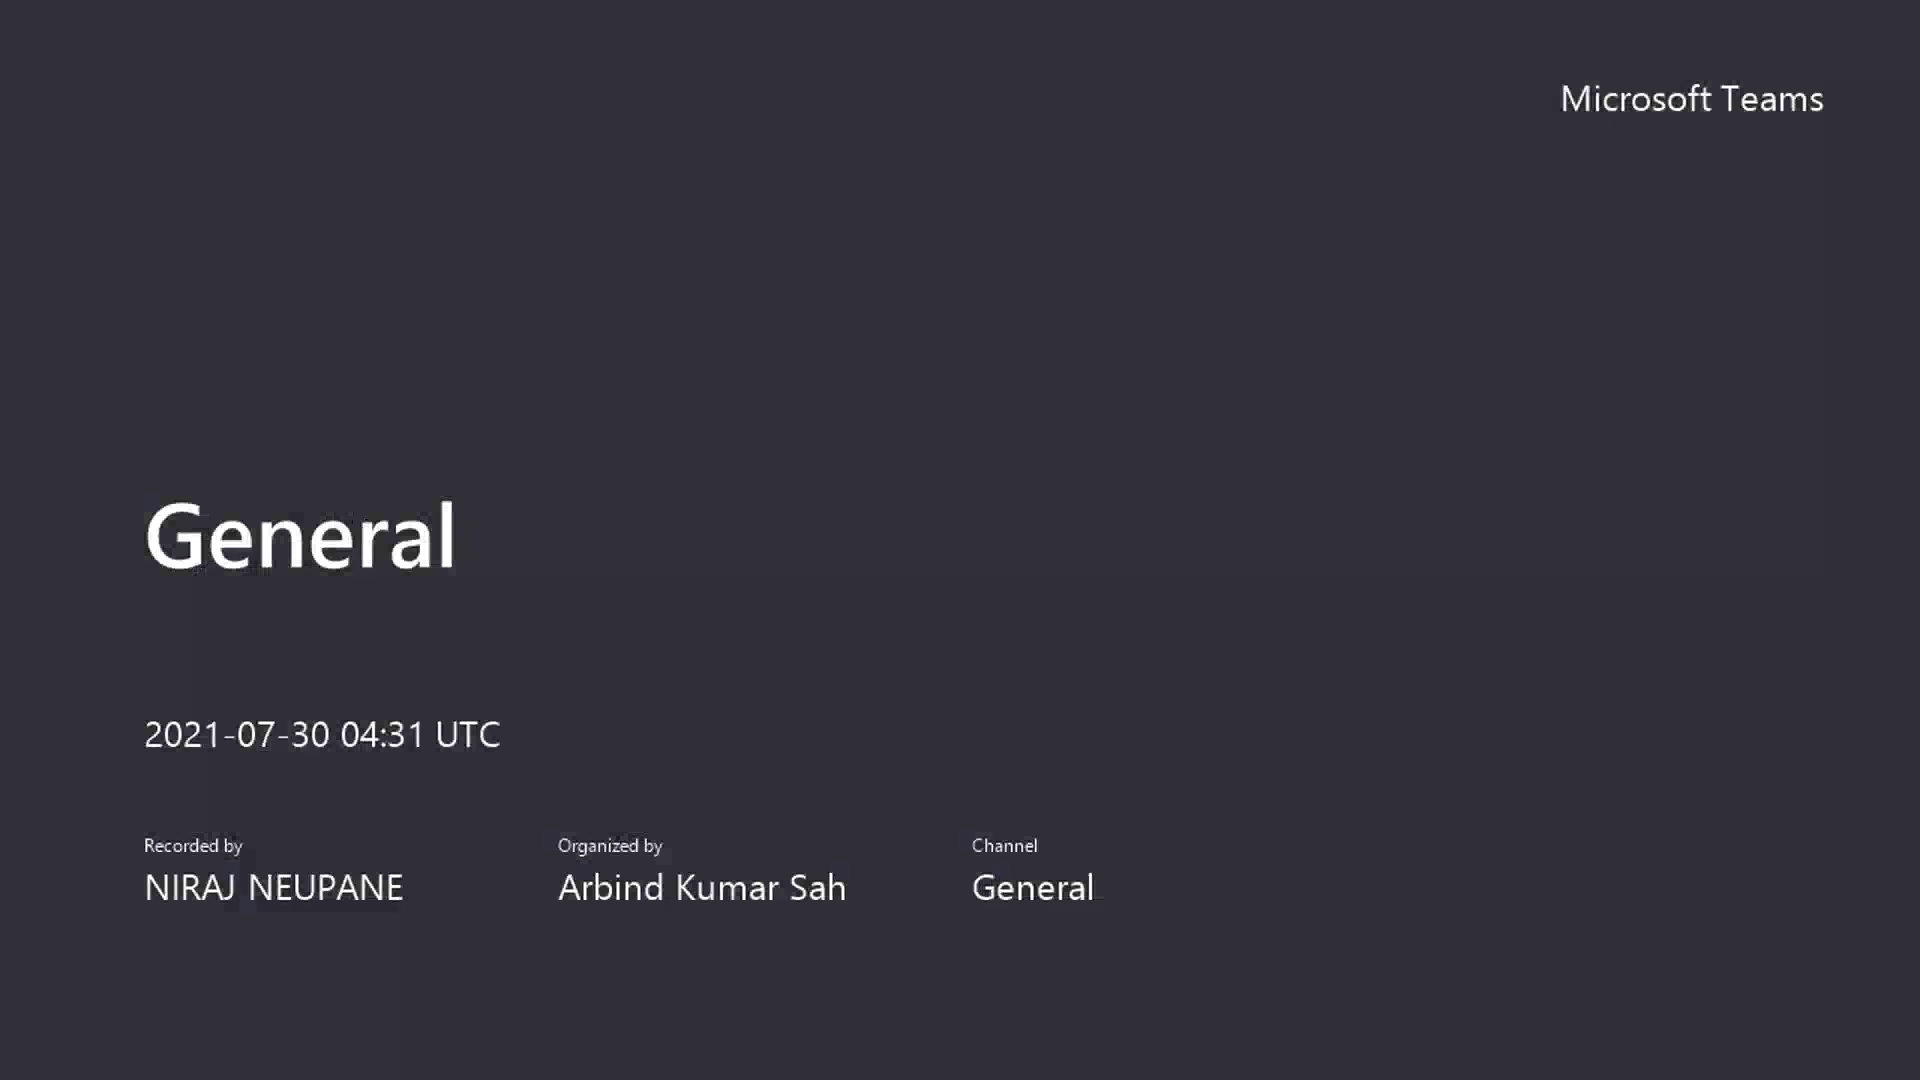 Microsoft Teams
General
2021-07-30 04:31 UTC
Recorded by
NIRAJ NEUPANE
Organized by
Arbind Kumar Sah
Channel
General